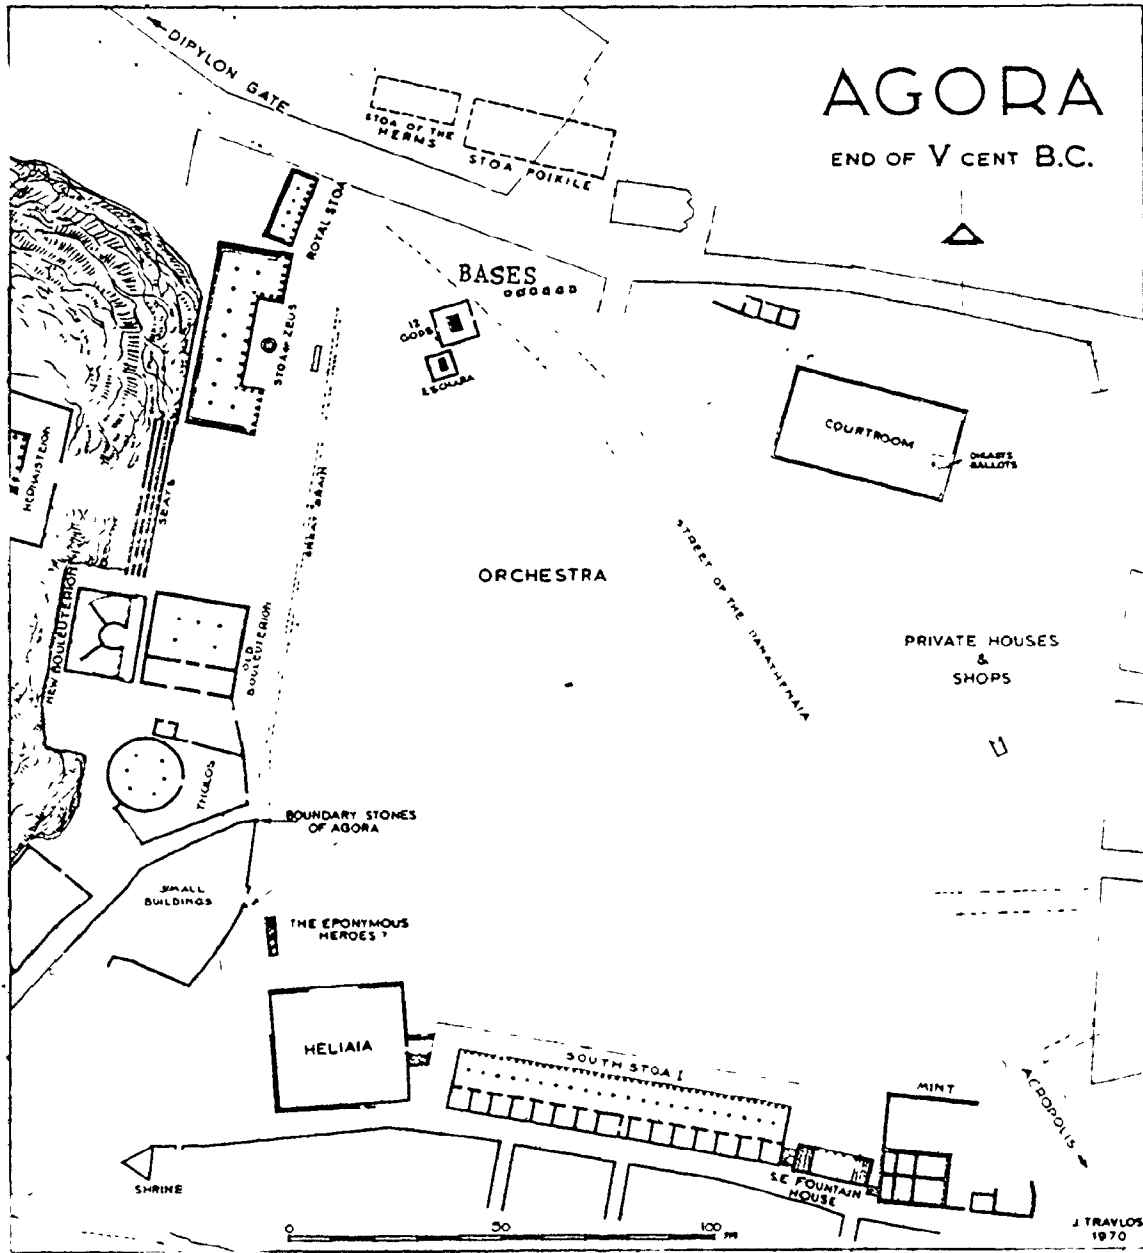 AGORA
END OF V CENT B.C.
DIPYLON GATE
STOA OF THE
HERMS
STOA POIKILE
ROYAL STOA
BASES
12
GODS
ESCHARA
STOA OF ZEUS
COURTROOM
DIKASTS
BALLOTS
HEPHAISTEION
SEATS
GREAT DRAIN
ORCHESTRA
STREET OF THE PANATHENAIA
NEW BOULEUTERION
OLD
BOULEUTERION
PRIVATE HOUSES
&
SHOPS
THOLOS
BOUNDARY STONES
OF AGORA
SMALL
BUILDINGS
THE EPONYMOUS
HEROES ?
HELIAIA
SOUTH STOA I
MINT
ACROPOLIS
SHRINE
S.E FOUNTAIN
HOUSE
0 50 100 m
J. TRAVLOS
1970